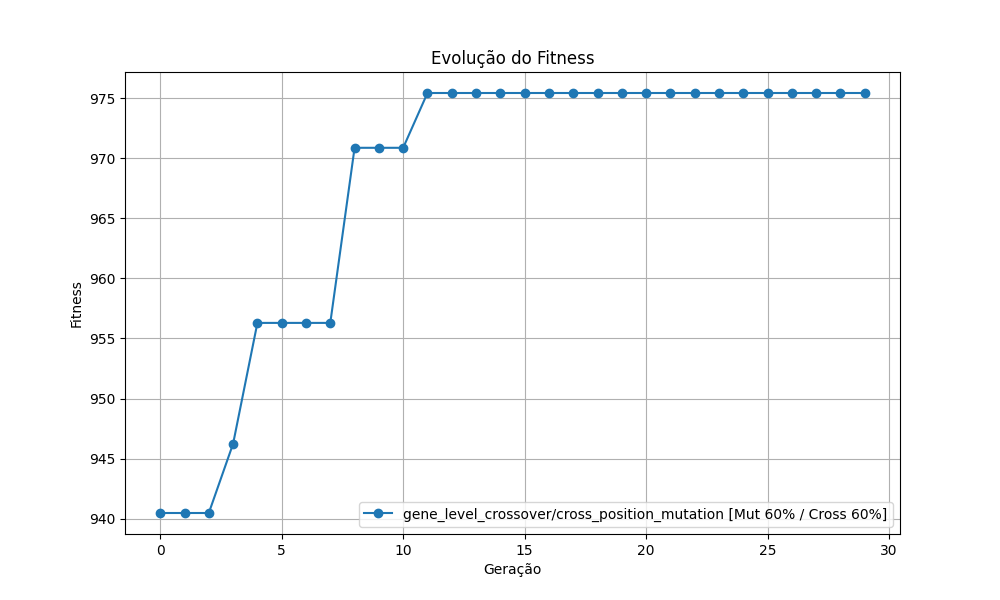 Evolução do Fitness
Fitness
975
970
965
960
955
950
945
940
gene_level_crossover/cross_position_mutation [Mut 60% / Cross 60%]
0 5 10 15 20 25 30
Geração